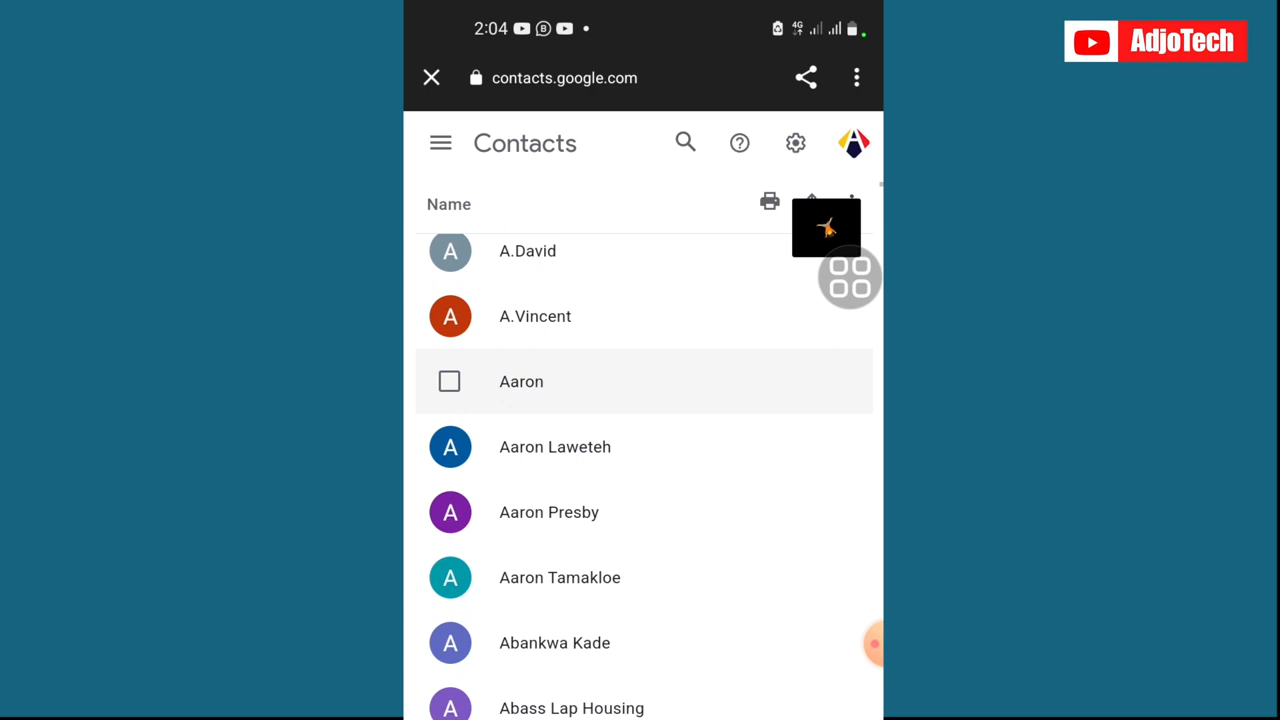 2:04
4G
AdjoTech
contacts.google.com
Contacts
A
Name
A A.David
A A.Vincent
Aaron
A Aaron Laweteh
A Aaron Presby
A Aaron Tamakloe
A Abankwa Kade
A Abass Lap Housing